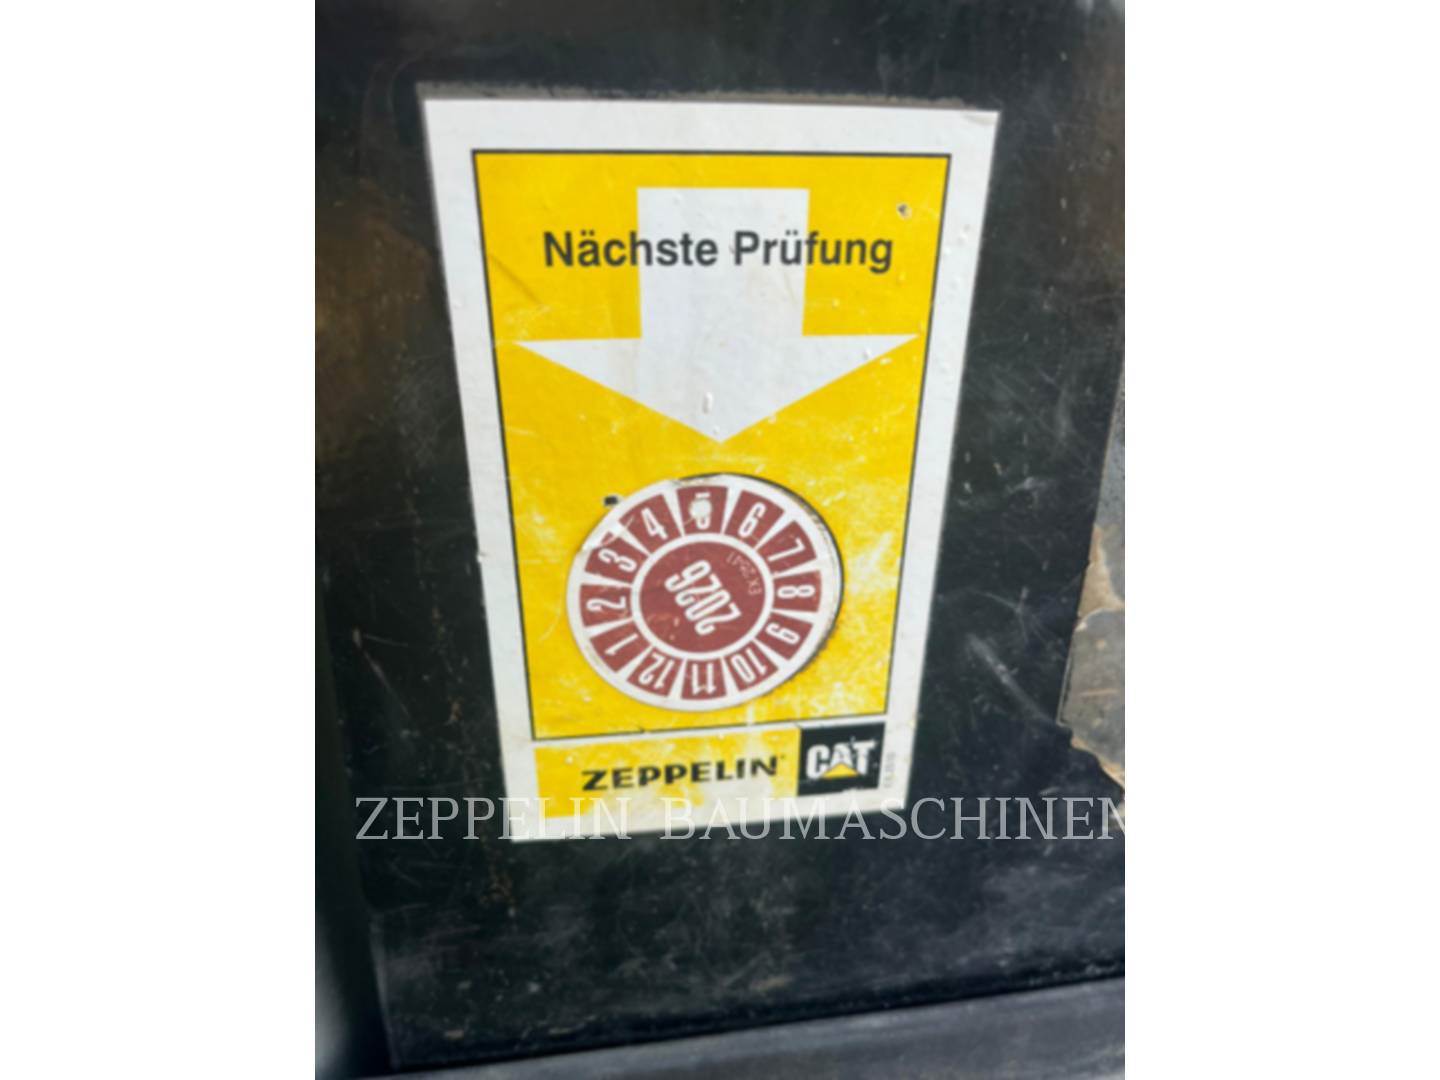 Nächste Prüfung
1 2 3 4 5 6 7 8 9 10 11 12
2026
ZEPPELIN CAT
ZEPPELIN BAUMASCHINEN